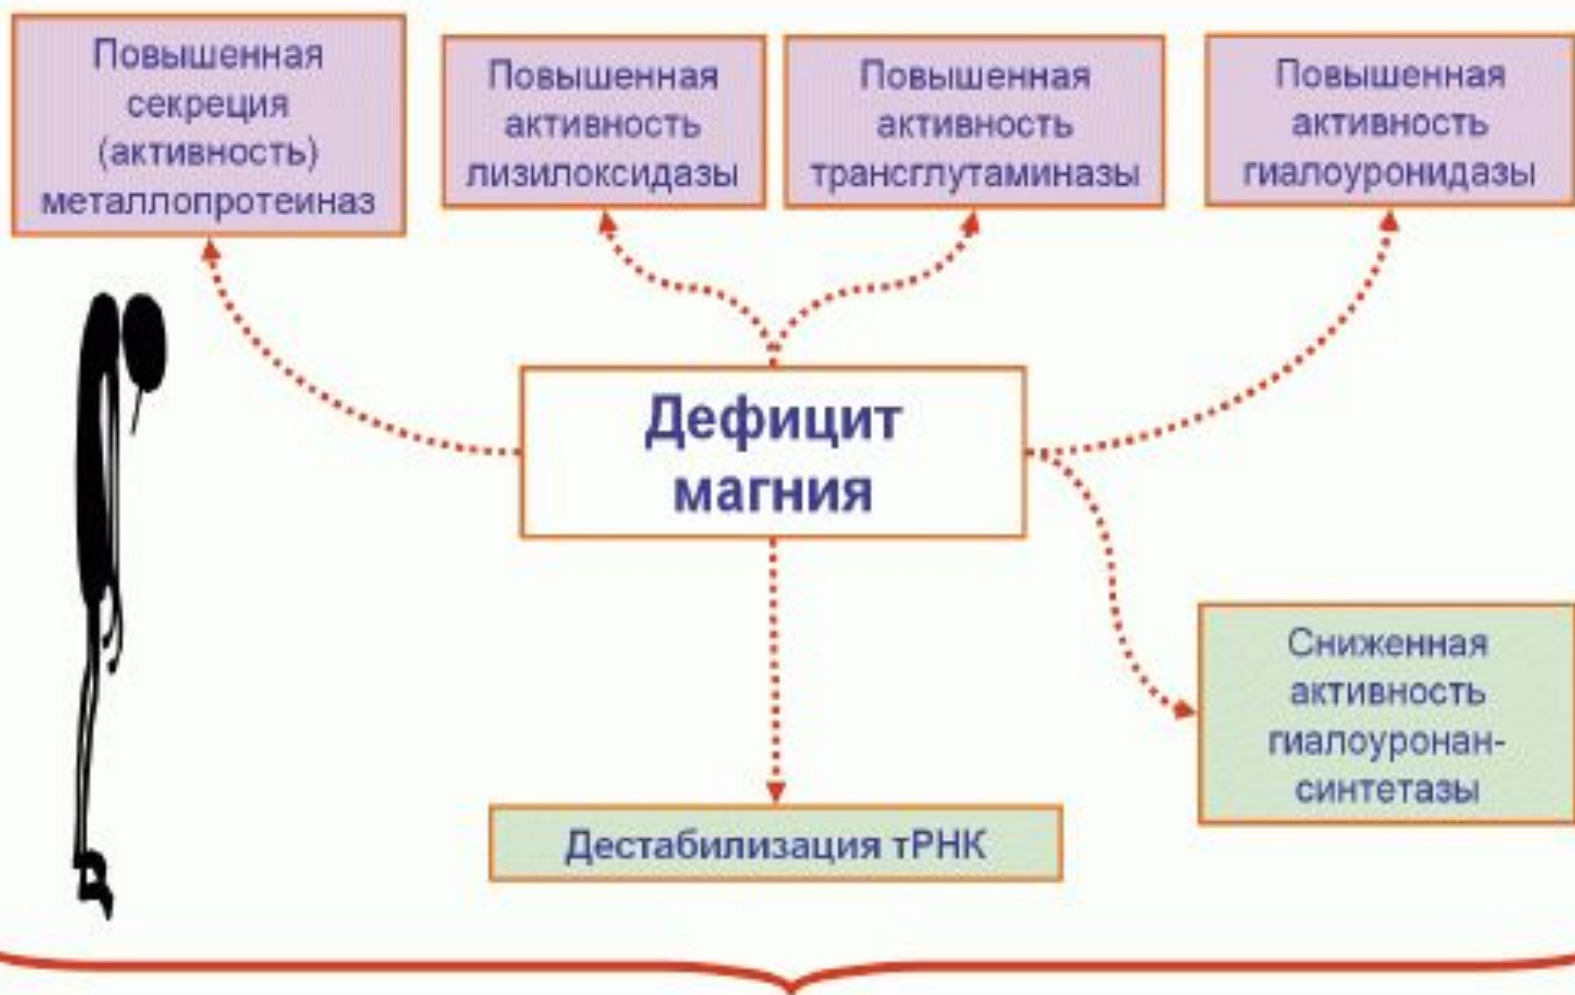 Повышенная
секреция
(активность)
металлопротеиназ
Повышенная
активность
лизилоксидазы
Повышенная
активность
трансглутаминазы
Повышенная
активность
гиалоуронидазы
Дефицит
магния
Сниженная
активность
гиалоуронан-
синтетазы
Дестабилизация тРНК